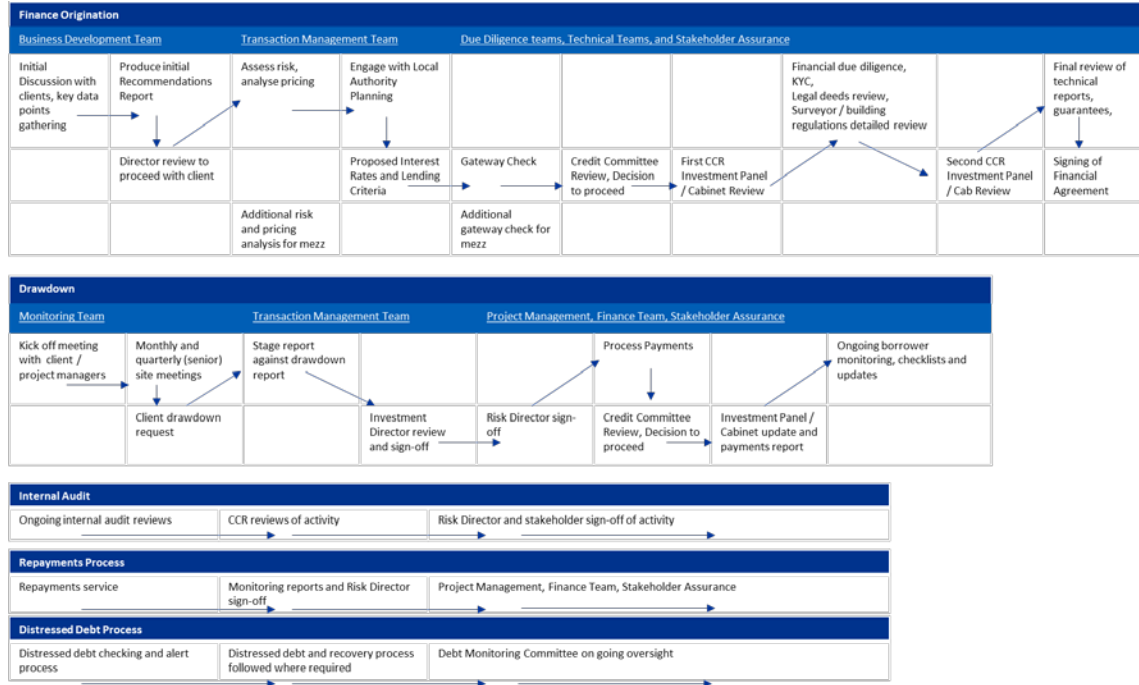 Finance Origination
Business Development Team
Transaction Management Team
Due Diligence teams, Technical Teams, and Stakeholder Assurance
Initial
Discussion with
clients, key data
points
gathering
Produce initial
Recommendations
Report
Assess risk,
analyse pricing
Engage with Local
Authority
Planning
Financial due diligence,
KYC,
Legal deeds review,
Surveyor / building
regulations detailed review
Final review of
technical
reports,
guarantees,
Director review to
proceed with client
Proposed Interest
Rates and Lending
Criteria
Gateway Check
Credit Committee
Review, Decision
to proceed
First CCR
Investment Panel
/ Cabinet Review
Second CCR
Investment Panel
/ Cab Review
Signing of
Financial
Agreement
Additional risk
and pricing
analysis for mezz
Additional
gateway check for
mezz
Drawdown
Monitoring Team
Transaction Management Team
Project Management, Finance Team, Stakeholder Assurance
Kick off meeting
with client /
project managers
Monthly and
quarterly (senior)
site meetings
Stage report
against drawdown
report
Process Payments
Ongoing borrower
monitoring, checklists and
updates
Client drawdown
request
Investment
Director review
and sign-off
Risk Director sign-
off
Credit Committee
Review, Decision to
proceed
Investment Panel /
Cabinet update and
payments report
Internal Audit
Ongoing internal audit reviews
CCR reviews of activity
Risk Director and stakeholder sign-off of activity
Repayments Process
Repayments service
Monitoring reports and Risk Director
sign-off
Project Management, Finance Team, Stakeholder Assurance
Distressed Debt Process
Distressed debt checking and alert
process
Distressed debt and recovery process
followed where required
Debt Monitoring Committee on going oversight